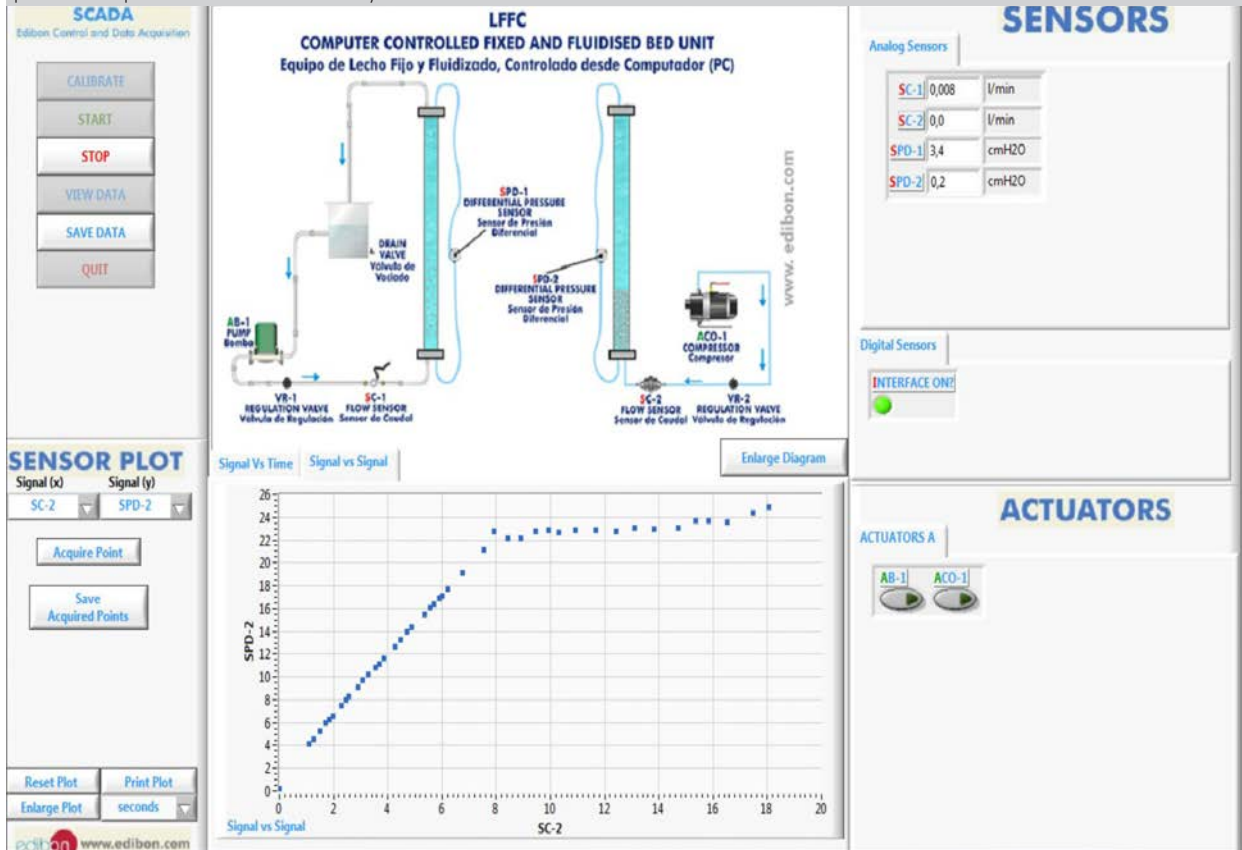 SCADA
Edibon Control and Data Acquisition
CALIBRATE
START
STOP
VIEW DATA
SAVE DATA
QUIT
LFFC
COMPUTER CONTROLLED FIXED AND FLUIDISED BED UNIT
Equipo de Lecho Fijo y Fluidizado, Controlado desde Computador (PC)
SPD-1
DIFFERENTIAL PRESSURE
SENSOR
Sensor de Presión
Diferencial
DRAIN
VALVE
Válvula de
Vaciado
SPD-2
DIFFERENTIAL PRESSURE
SENSOR
Sensor de Presión
Diferencial
AB-1
PUMP
Bomba
ACO-1
COMPRESSOR
Compresor
VR-1
REGULATION VALVE
Válvula de Regulación
SC-1
FLOW SENSOR
Sensor de Caudal
SC-2
FLOW SENSOR
Sensor de Caudal
VR-2
REGULATION VALVE
Válvula de Regulación
www. edibon.com
SENSORS
Analog Sensors
SC-1 0,008 l/min
SC-2 0,0 l/min
SPD-1 3,4 cmH2O
SPD-2 0,2 cmH2O
Digital Sensors
INTERFACE ON?
SENSOR PLOT
Signal (x) Signal (y)
SC-2 SPD-2
Acquire Point
Save
Acquired Points
Reset Plot Print Plot
Enlarge Plot seconds
edibon www.edibon.com
Signal Vs Time Signal vs Signal
Enlarge Diagram
26
24
22
20
18
16
14
12
10
8
6
4
2
0
SPD-2
0 2 4 6 8 10 12 14 16 18 20
Signal vs Signal
SC-2
ACTUATORS
ACTUATORS A
AB-1 ACO-1